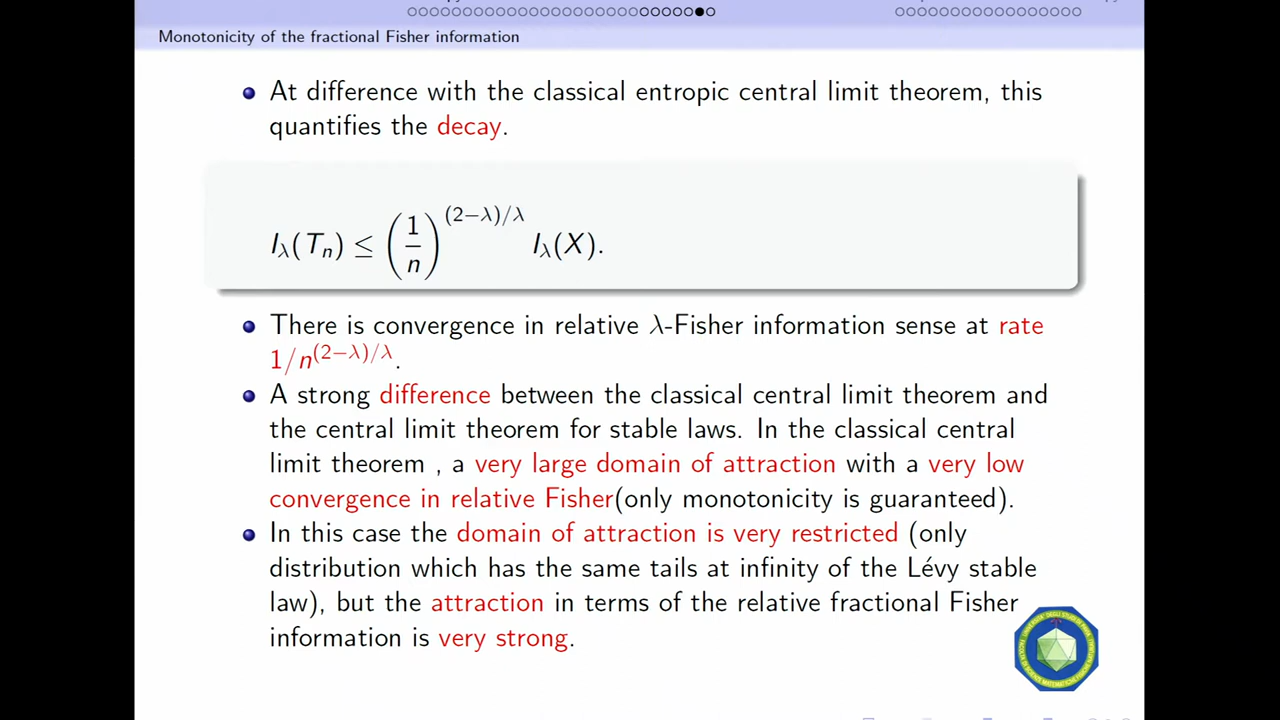 Monotonicity of the fractional Fisher information
At difference with the classical entropic central limit theorem, this
quantifies the decay.
I_λ(T_n) ≤ (1/n)^{(2−λ)/λ} I_λ(X).
There is convergence in relative λ-Fisher information sense at rate
1/n^{(2−λ)/λ}.
A strong difference between the classical central limit theorem and
the central limit theorem for stable laws. In the classical central
limit theorem , a very large domain of attraction with a very low
convergence in relative Fisher(only monotonicity is guaranteed).
In this case the domain of attraction is very restricted (only
distribution which has the same tails at infinity of the Lévy stable
law), but the attraction in terms of the relative fractional Fisher
information is very strong.